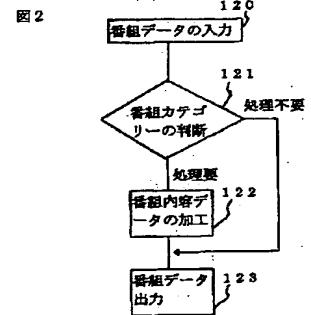 図2
120
番組データの入力
121
番組カテゴ
リーの判断
処理不要
処理要
番組内容デ
ータの加工
122
番組データ
出力
123